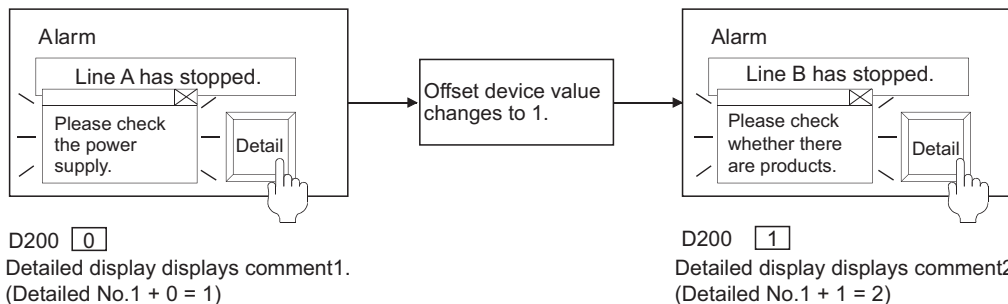 Alarm
Line A has stopped.
Please check
the power
supply.
Detail
D200 0
Detailed display displays comment1.
(Detailed No.1 + 0 = 1)
Offset device value
changes to 1.
Alarm
Line B has stopped.
Please check
whether there
are products.
Detail
D200 1
Detailed display displays comment2
(Detailed No.1 + 1 = 2)